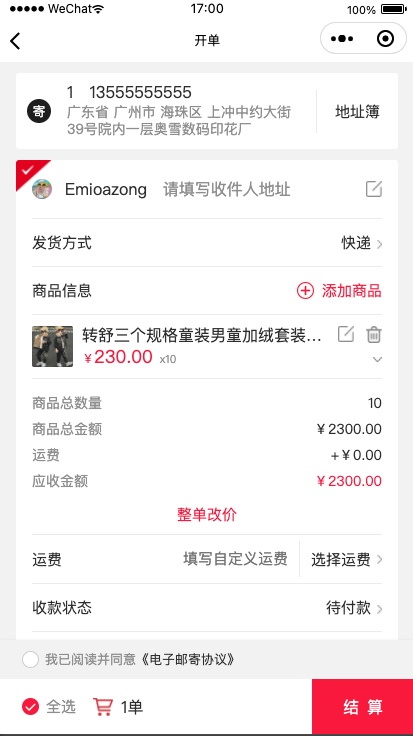 WeChat 17:00 100%
开单
寄 1 13555555555
广东省 广州市 海珠区 上冲中约大街
39号院内一层奥雪数码印花厂
地址簿
Emioazong 请填写收件人地址
发货方式 快递
商品信息 添加商品
转舒三个规格童装男童加绒套装...
¥230.00 x10
商品总数量 10
商品总金额 ¥2300.00
运费 +¥0.00
应收金额 ¥2300.00
整单改价
运费 填写自定义运费 选择运费
收款状态 待付款
我已阅读并同意《电子邮寄协议》
全选 1单 结 算